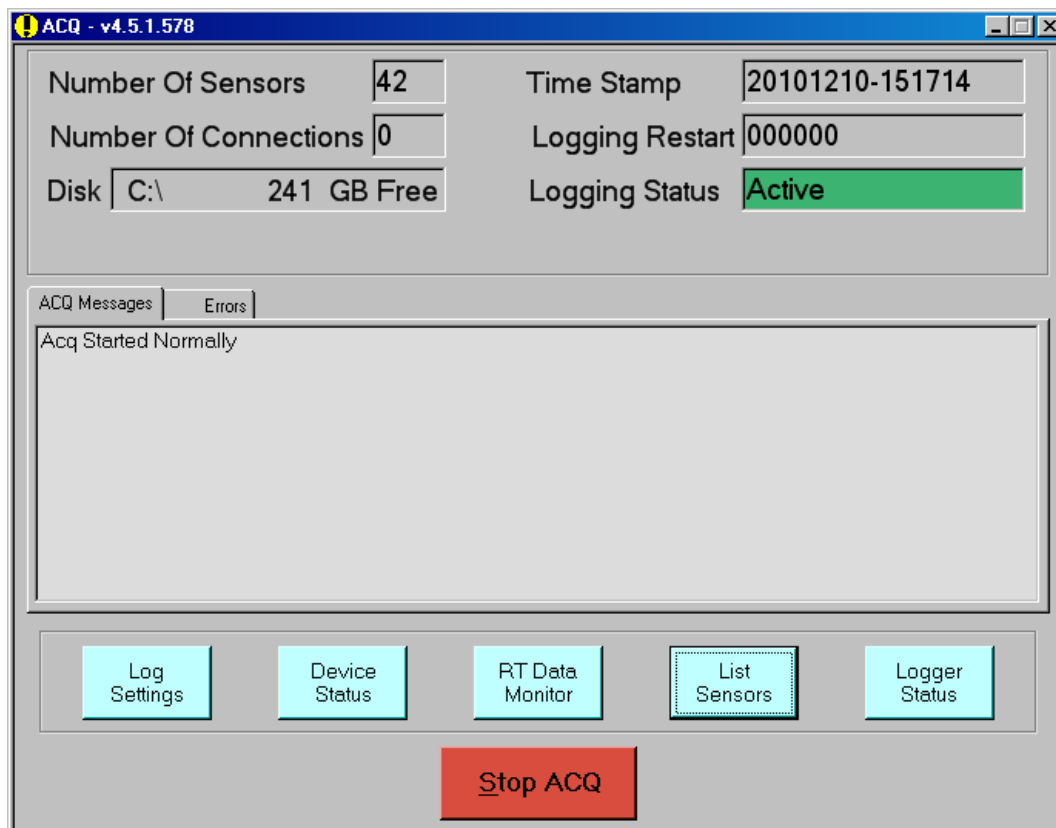 ACQ - v4.5.1.578
Number Of Sensors 42 Time Stamp 20101210-151714
Number Of Connections 0 Logging Restart 000000
Disk C:\ 241 GB Free Logging Status Active
ACQ Messages Errors
Acq Started Normally
Log Settings
Device Status
RT Data Monitor
List Sensors
Logger Status
Stop ACQ